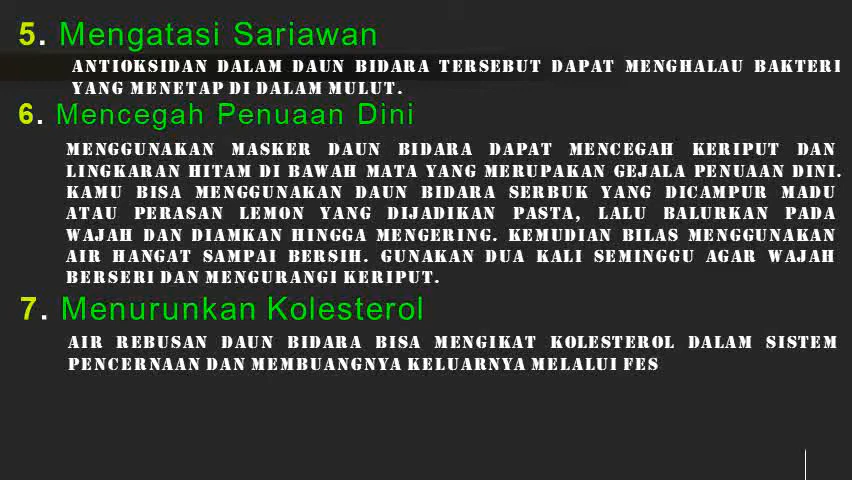 5. Mengatasi Sariawan
ANTIOKSIDAN DALAM DAUN BIDARA TERSEBUT DAPAT MENGHALAU BAKTERI
YANG MENETAP DI DALAM MULUT.
6. Mencegah Penuaan Dini
MENGGUNAKAN MASKER DAUN BIDARA DAPAT MENCEGAH KERIPUT DAN
LINGKARAN HITAM DI BAWAH MATA YANG MERUPAKAN GEJALA PENUAAN DINI.
KAMU BISA MENGGUNAKAN DAUN BIDARA SERBUK YANG DICAMPUR MADU
ATAU PERASAN LEMON YANG DIJADIKAN PASTA, LALU BALURKAN PADA
WAJAH DAN DIAMKAN HINGGA MENGERING. KEMUDIAN BILAS MENGGUNAKAN
AIR HANGAT SAMPAI BERSIH. GUNAKAN DUA KALI SEMINGGU AGAR WAJAH
BERSERI DAN MENGURANGI KERIPUT.
7. Menurunkan Kolesterol
AIR REBUSAN DAUN BIDARA BISA MENGIKAT KOLESTEROL DALAM SISTEM
PENCERNAAN DAN MEMBUANGNYA KELUARNYA MELALUI FES